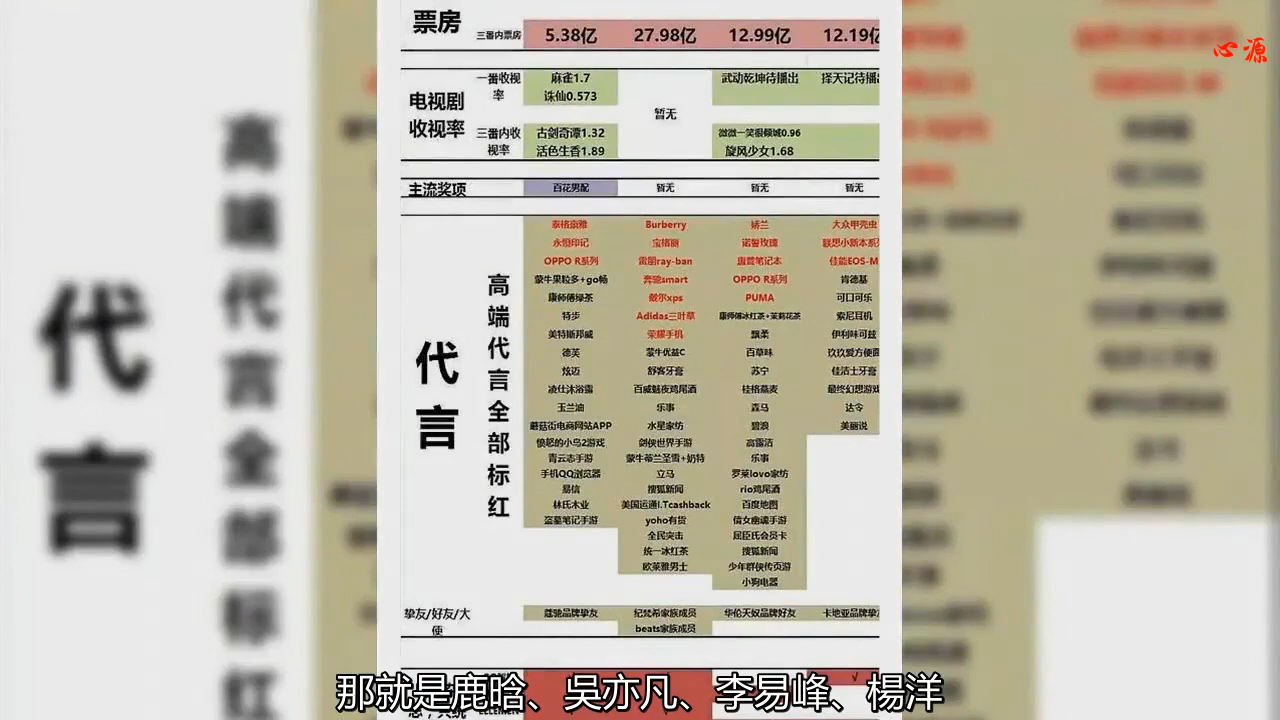 心源
票房
三番内票房 5.38亿 27.98亿 12.99亿 12.19亿
电视剧收视率
一番收视率 麻雀1.7 武动乾坤待播出 择天记待播出
诛仙0.573
暂无
三番内收视率 古剑奇谭1.32 微微一笑很倾城0.96
活色生香1.89 旋风少女1.68
主流奖项 百花男配 暂无 暂无 暂无
代言
高端代言全部标红
泰格豪雅 Burberry 娇兰 大众甲壳虫
永恒印记 宝格丽 诺誓玫瑰 联想小新本系列
OPPO R系列 雷朋ray-ban 惠普笔记本 佳能EOS-M
蒙牛果粒多+go畅 奔驰smart OPPO R系列 肯德基
康师傅绿茶 戴尔xps PUMA 可口可乐
特步 Adidas三叶草 康师傅冰红茶+茉莉花茶 索尼耳机
美特斯邦威 荣耀手机 飘柔 伊利味可兹
德芙 蒙牛优益C 百草味 玖玖爱方便面
炫迈 舒客牙膏 苏宁 佳洁士牙膏
凌仕沐浴露 百威魅夜鸡尾酒 桂格燕麦 最终幻想游戏
玉兰油 乐事 森马 达令
蘑菇街电商网站APP 水星家纺 碧浪 美丽说
愤怒的小鸟2游戏 剑侠世界手游 高露洁
青云志手游 蒙牛蒂兰圣雪+奶特 乐事
手机QQ浏览器 立马 罗莱lovo家纺
易信 搜狐新闻 rio鸡尾酒
林氏木业 美国运通I.Tcashback 百度地图
盗墓笔记手游 yoho有货 倩女幽魂手游
全民突击 屈臣氏会员卡
统一冰红茶 搜狐新闻
欧莱雅男士 少年群侠传页游
小狗电器
挚友/好友/大使 蔻驰品牌挚友 纪梵希家族成员 华伦天奴品牌好友 卡地亚品牌挚友
beats家族成员
那就是鹿晗、吳亦凡、李易峰、楊洋